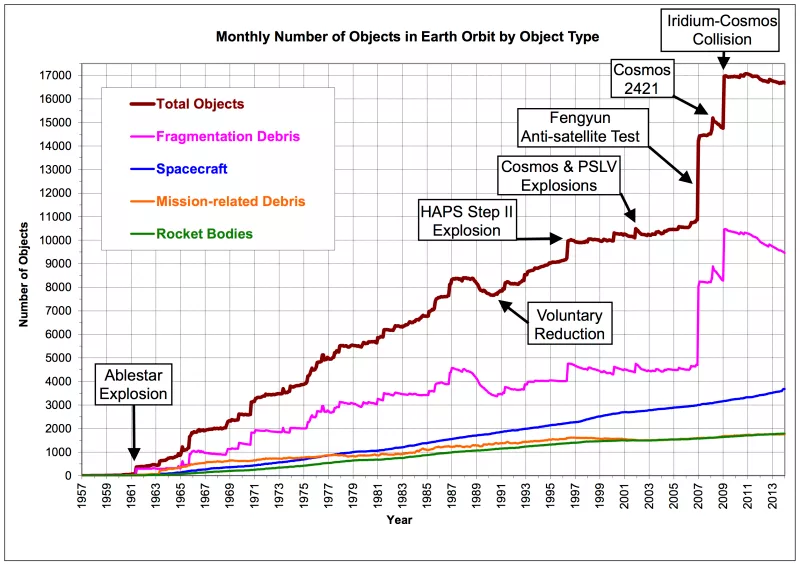 Monthly Number of Objects in Earth Orbit by Object Type
Iridium-Cosmos
Collision
Cosmos
2421
Fengyun
Anti-satellite Test
Cosmos & PSLV
Explosions
HAPS Step II
Explosion
Voluntary
Reduction
Ablestar
Explosion
Total Objects
Fragmentation Debris
Spacecraft
Mission-related Debris
Rocket Bodies
Number of Objects
17000
16000
15000
14000
13000
12000
11000
10000
9000
8000
7000
6000
5000
4000
3000
2000
1000
0
1957
1959
1961
1963
1965
1967
1969
1971
1973
1975
1977
1979
1981
1983
1985
1987
1989
1991
1993
1995
1997
1999
2001
2003
2005
2007
2009
2011
2013
Year